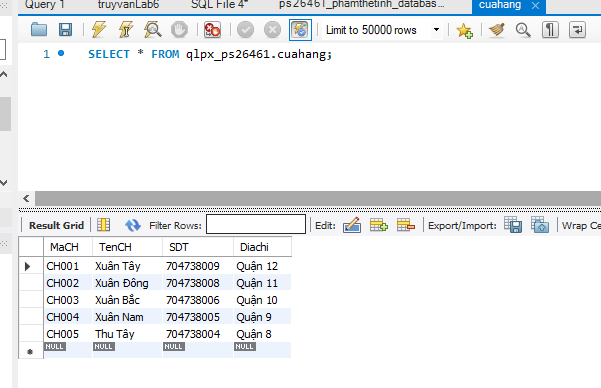 Query 1 truyvanLab6 SQL File 4* ps26461_phamthetinh_databas... cuahang
Limit to 50000 rows
1 SELECT * FROM qlpx_ps26461.cuahang;
Result Grid Filter Rows: Edit: Export/Import: Wrap Ce
MaCH TenCH SDT Diachi
CH001 Xuân Tây 704738009 Quận 12
CH002 Xuân Đông 704738008 Quận 11
CH003 Xuân Bắc 704738006 Quận 10
CH004 Xuân Nam 704738005 Quận 9
CH005 Thu Tây 704738004 Quận 8
NULL NULL NULL NULL